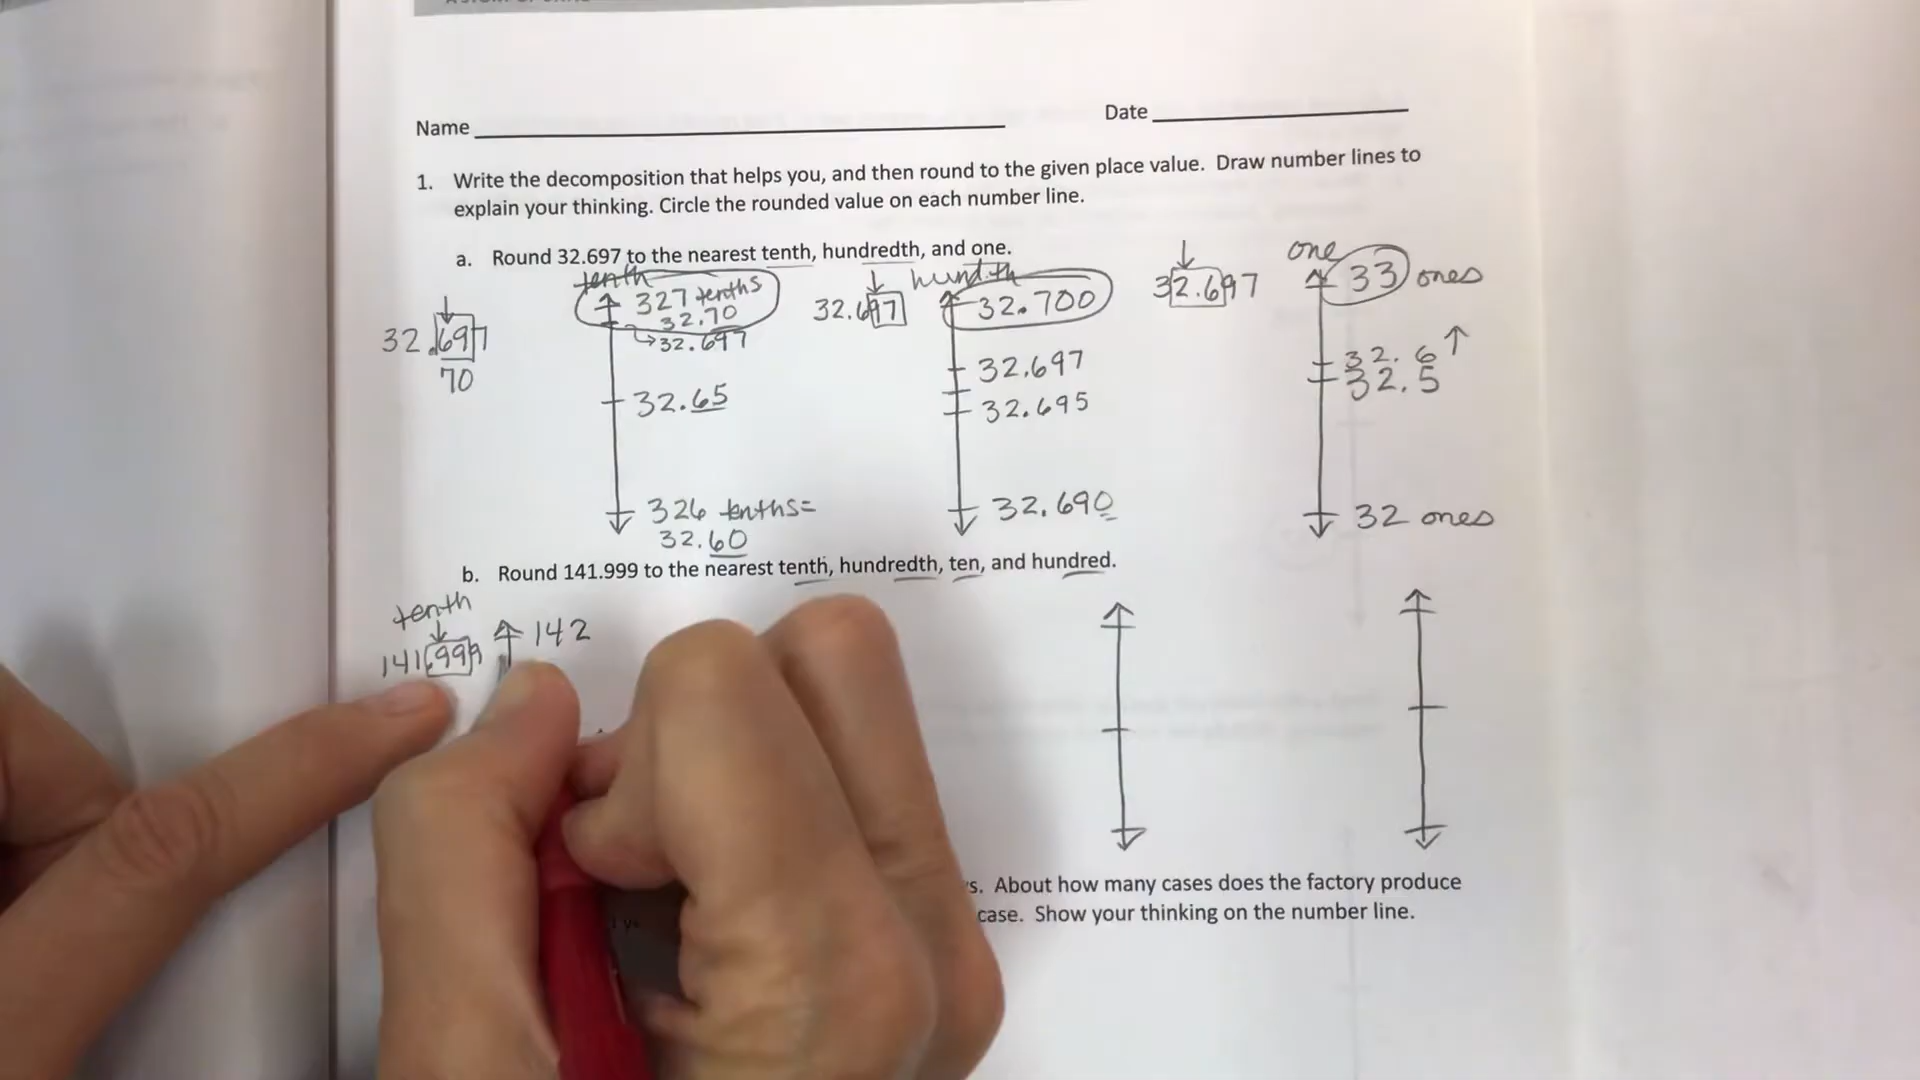 Name Date
1. Write the decomposition that helps you, and then round to the given place value. Draw number lines to
explain your thinking. Circle the rounded value on each number line.
a. Round 32.697 to the nearest tenth, hundredth, and one.
32.697
70
tenth
327 tenths
32.70
32.697
32.65
326 tenths=
32.60
32.697
hundth
32.700
32.697
32.695
32.690
32.697
one
33 ones
32.6
32.5
32 ones
b. Round 141.999 to the nearest tenth, hundredth, ten, and hundred.
tenth
141.999
142
s. About how many cases does the factory produce
case. Show your thinking on the number line.